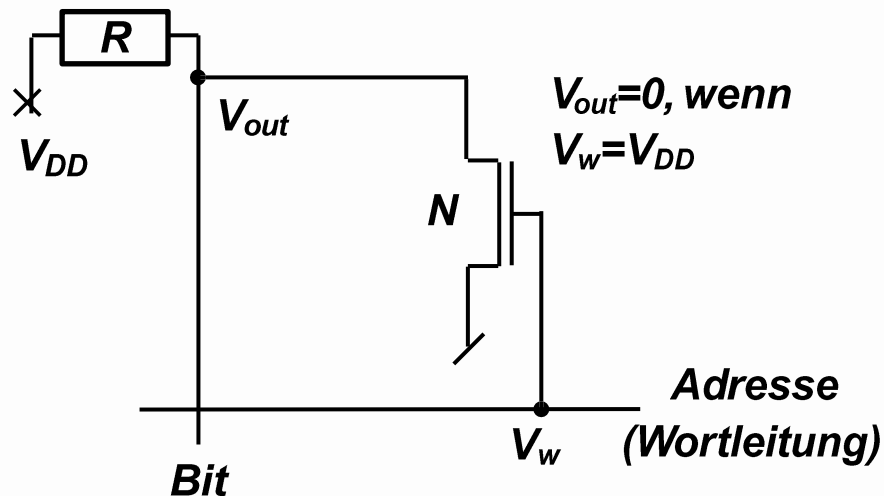 R
V_DD
V_out
V_out=0, wenn
V_w=V_DD
N
Adresse
(Wortleitung)
V_w
Bit